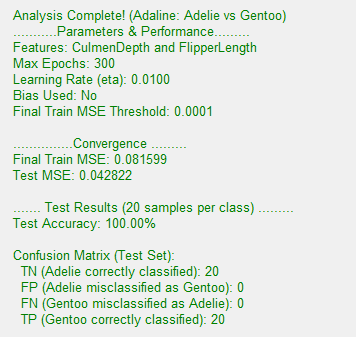 Analysis Complete! (Adaline: Adelie vs Gentoo)
...........Parameters & Performance.........
Features: CulmenDepth and FlipperLength
Max Epochs: 300
Learning Rate (eta): 0.0100
Bias Used: No
Final Train MSE Threshold: 0.0001

...............Convergence .........
Final Train MSE: 0.081599
Test MSE: 0.042822

....... Test Results (20 samples per class) .........
Test Accuracy: 100.00%

Confusion Matrix (Test Set):
  TN (Adelie correctly classified): 20
  FP (Adelie misclassified as Gentoo): 0
  FN (Gentoo misclassified as Adelie): 0
  TP (Gentoo correctly classified): 20